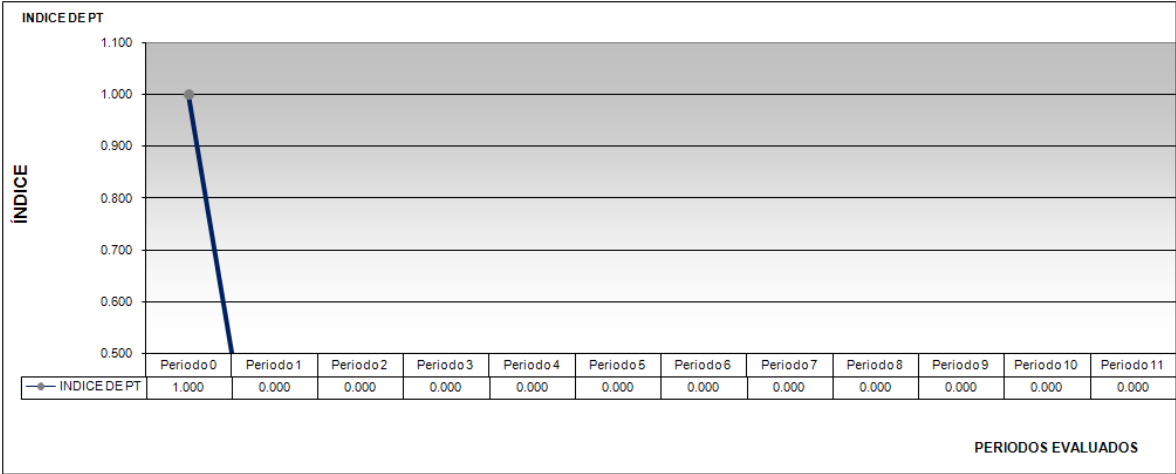 INDICE DE PT
1.100
1.000
0.900
0.800
0.700
0.600
0.500
ÍNDICE
Periodo 0 Periodo 1 Periodo 2 Periodo 3 Periodo 4 Periodo 5 Periodo 6 Periodo 7 Periodo 8 Periodo 9 Periodo 10 Periodo 11
INDICE DE PT 1.000 0.000 0.000 0.000 0.000 0.000 0.000 0.000 0.000 0.000 0.000 0.000
PERIODOS EVALUADOS